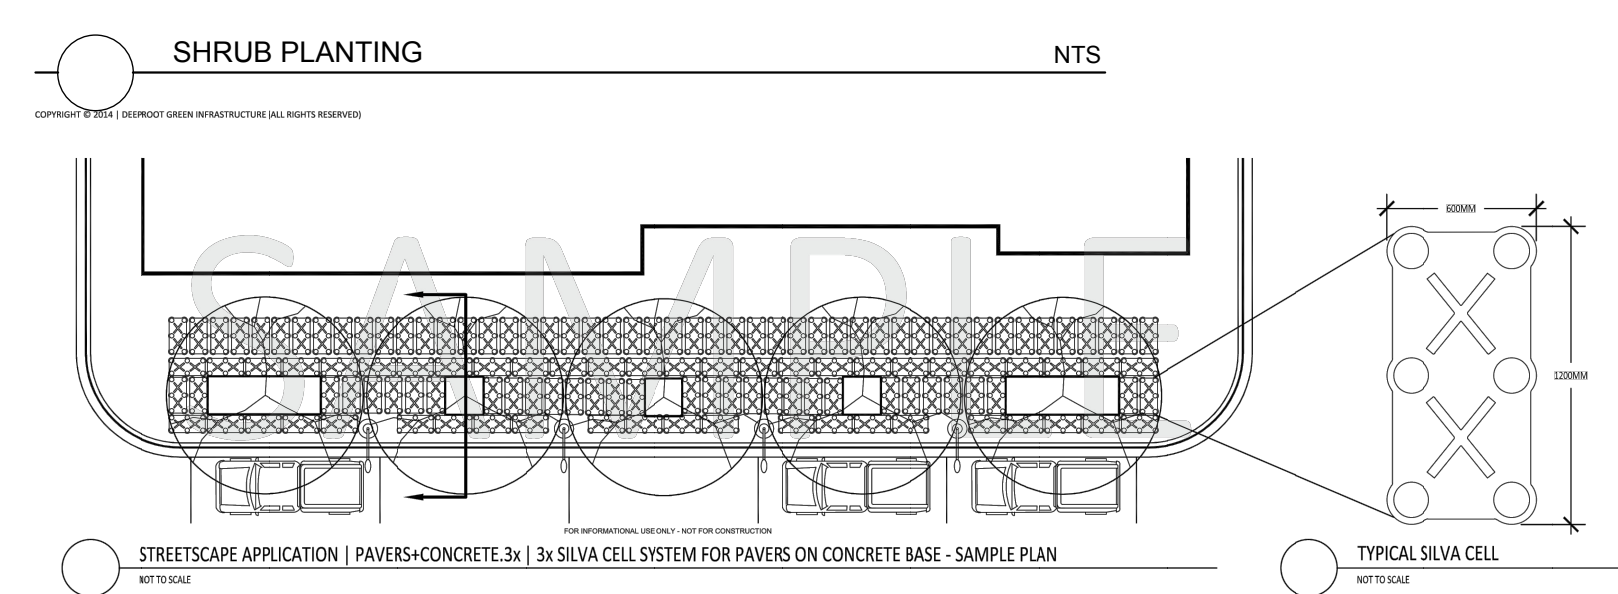 SHRUB PLANTING
NTS
COPYRIGHT © 2014 | DEEPROOT GREEN INFRASTRUCTURE |ALL RIGHTS RESERVED)
SAMPLE
600MM
1200MM
FOR INFORMATIONAL USE ONLY - NOT FOR CONSTRUCTION
STREETSCAPE APPLICATION | PAVERS+CONCRETE.3x | 3x SILVA CELL SYSTEM FOR PAVERS ON CONCRETE BASE - SAMPLE PLAN
NOT TO SCALE
TYPICAL SILVA CELL
NOT TO SCALE